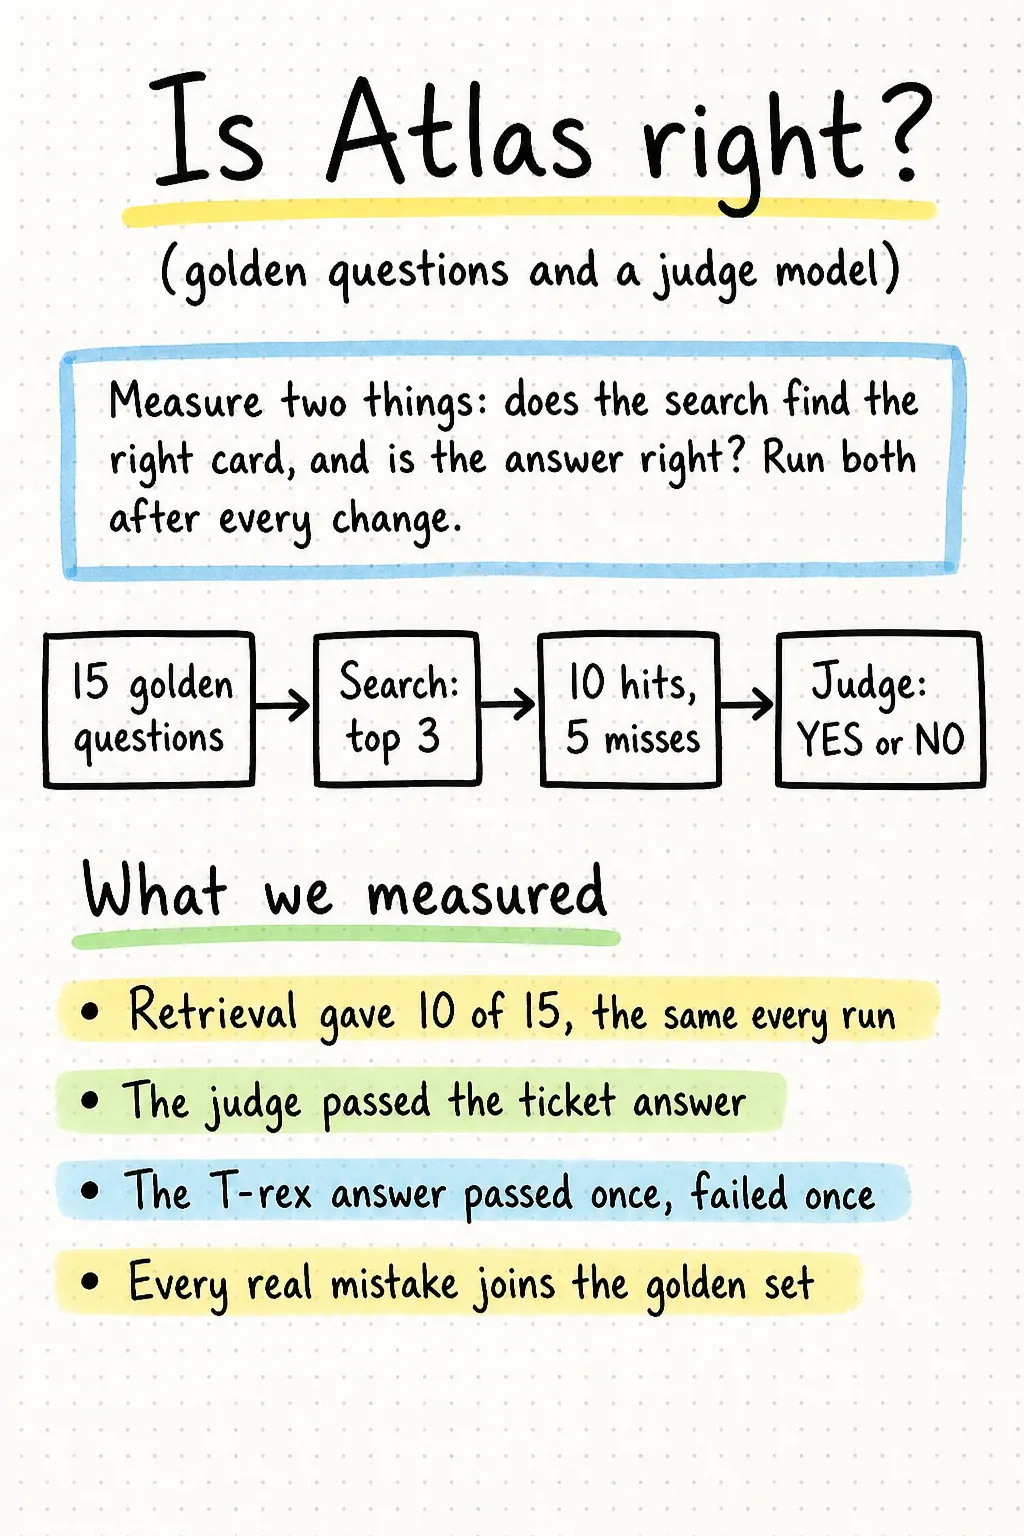 Is Atlas right?
(golden questions and a judge model)
Measure two things: does the search find the
right card, and is the answer right? Run both
after every change.
15 golden
questions
Search:
top 3
10 hits,
5 misses
Judge:
YES or NO
What we measured
• Retrieval gave 10 of 15, the same every run
• The judge passed the ticket answer
• The T-rex answer passed once, failed once
• Every real mistake joins the golden set